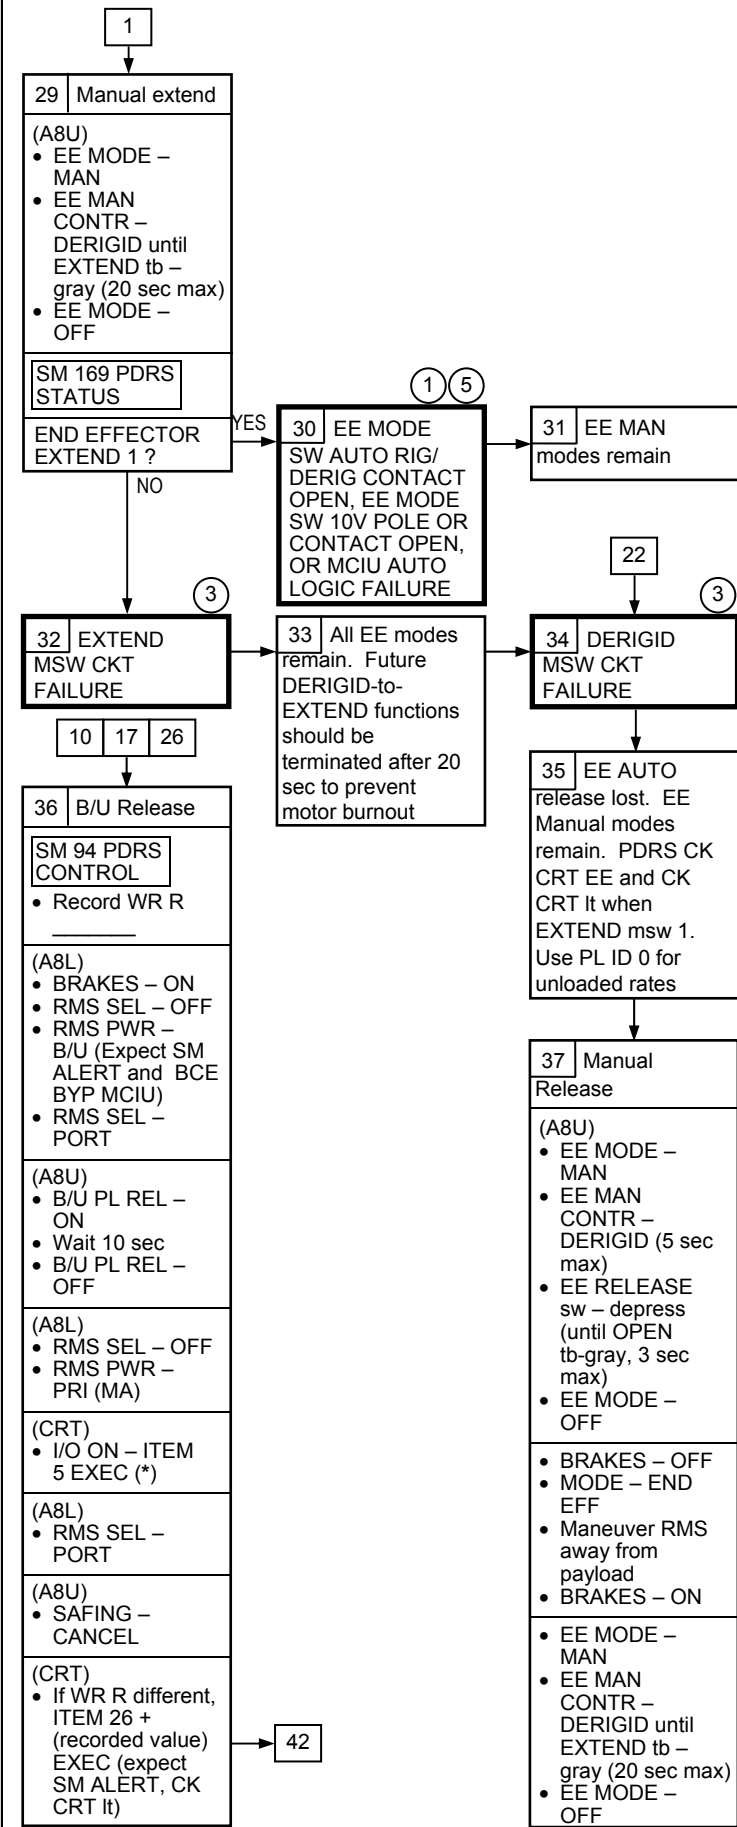 1
29 Manual extend
(A8U)
• EE MODE –
MAN
• EE MAN
CONTR –
DERIGID until
EXTEND tb –
gray (20 sec max)
• EE MODE –
OFF
SM 169 PDRS
STATUS
END EFFECTOR
EXTEND 1 ?
YES
NO
1 5
30 EE MODE
SW AUTO RIG/
DERIG CONTACT
OPEN, EE MODE
SW 10V POLE OR
CONTACT OPEN,
OR MCIU AUTO
LOGIC FAILURE
31 EE MAN
modes remain
3
32 EXTEND
MSW CKT
FAILURE
33 All EE modes
remain. Future
DERIGID-to-
EXTEND functions
should be
terminated after 20
sec to prevent
motor burnout
22
3
34 DERIGID
MSW CKT
FAILURE
35 EE AUTO
release lost. EE
Manual modes
remain. PDRS CK
CRT EE and CK
CRT lt when
EXTEND msw 1.
Use PL ID 0 for
unloaded rates
10 17 26
36 B/U Release
SM 94 PDRS
CONTROL
• Record WR R
_______
(A8L)
• BRAKES – ON
• RMS SEL – OFF
• RMS PWR –
B/U (Expect SM
ALERT and BCE
BYP MCIU)
• RMS SEL –
PORT
(A8U)
• B/U PL REL –
ON
• Wait 10 sec
• B/U PL REL –
OFF
(A8L)
• RMS SEL – OFF
• RMS PWR –
PRI (MA)
(CRT)
• I/O ON – ITEM
5 EXEC (*)
(A8L)
• RMS SEL –
PORT
(A8U)
• SAFING –
CANCEL
(CRT)
• If WR R different,
ITEM 26 +
(recorded value)
EXEC (expect
SM ALERT, CK
CRT lt)
42
37 Manual
Release
(A8U)
• EE MODE –
MAN
• EE MAN
CONTR –
DERIGID (5 sec
max)
• EE RELEASE
sw – depress
(until OPEN
tb-gray, 3 sec
max)
• EE MODE –
OFF
• BRAKES – OFF
• MODE – END
EFF
• Maneuver RMS
away from
payload
• BRAKES – ON
• EE MODE –
MAN
• EE MAN
CONTR –
DERIGID until
EXTEND tb –
gray (20 sec max)
• EE MODE –
OFF